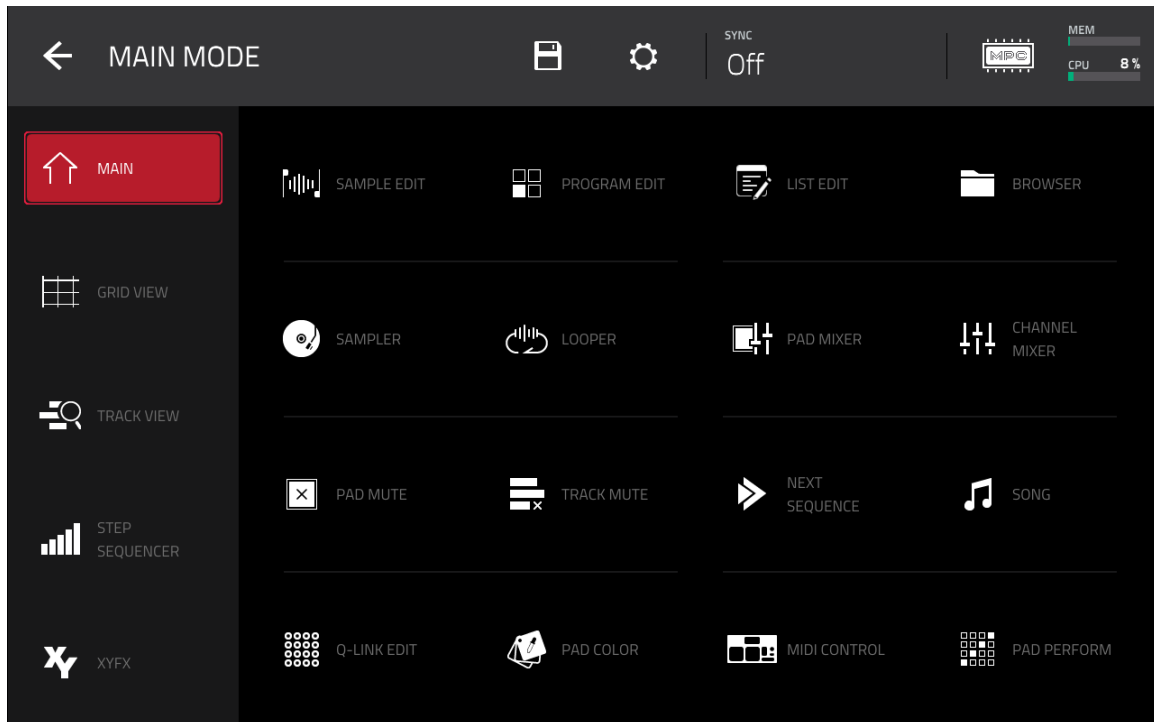 MAIN MODE
SYNC
Off
MPC
MEM
CPU 8 %
MAIN
SAMPLE EDIT
PROGRAM EDIT
LIST EDIT
BROWSER
GRID VIEW
SAMPLER
LOOPER
PAD MIXER
CHANNEL
MIXER
TRACK VIEW
PAD MUTE
TRACK MUTE
NEXT
SEQUENCE
SONG
STEP
SEQUENCER
XY
XYFX
Q-LINK EDIT
PAD COLOR
MIDI CONTROL
PAD PERFORM